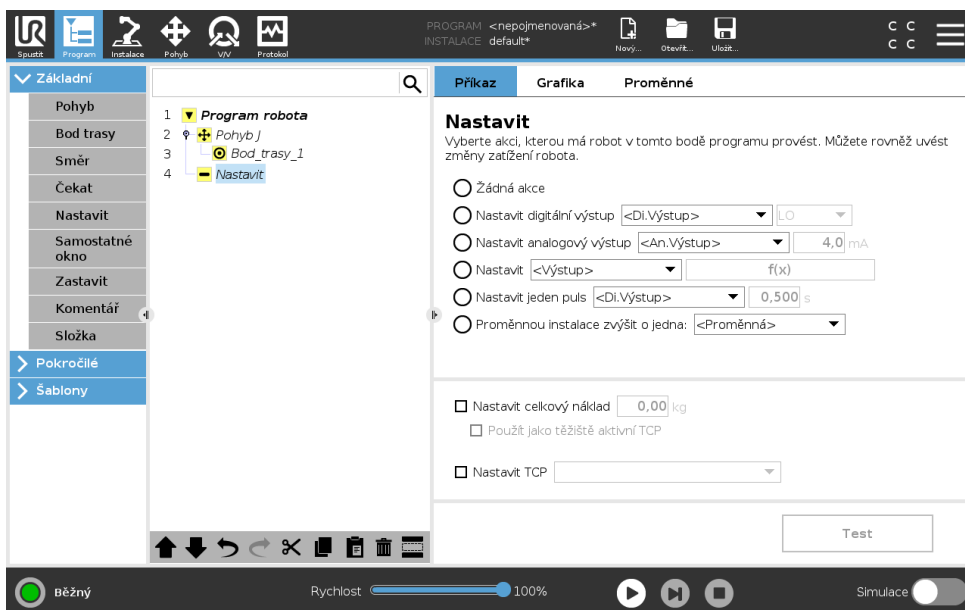 UR
PROGRAM <nepojmenovaná>*
INSTALACE default*
C C
C C
Spustit Program Instalace Pohyb V/V Protokol Nový... Otevřít... Uložit...
Základní
Pohyb
Bod trasy
Směr
Čekat
Nastavit
Samostatné
okno
Zastavit
Komentář
Složka
Pokročilé
Šablony
1 Program robota
2 Pohyb J
3 Bod_trasy_1
4 Nastavit
Příkaz Grafika Proměnné
Nastavit
Vyberte akci, kterou má robot v tomto bodě programu provést. Můžete rovněž uvést
změny zatížení robota.
Žádná akce
Nastavit digitální výstup <Di.Výstup> LO
Nastavit analogový výstup <An.Výstup> 4,0 mA
Nastavit <Výstup> f(x)
Nastavit jeden puls <Di.Výstup> 0,500 s
Proměnnou instalace zvýšit o jedna: <Proměnná>
Nastavit celkový náklad 0,00 kg
Použít jako těžiště aktivní TCP
Nastavit TCP
Test
Běžný Rychlost 100% Simulace